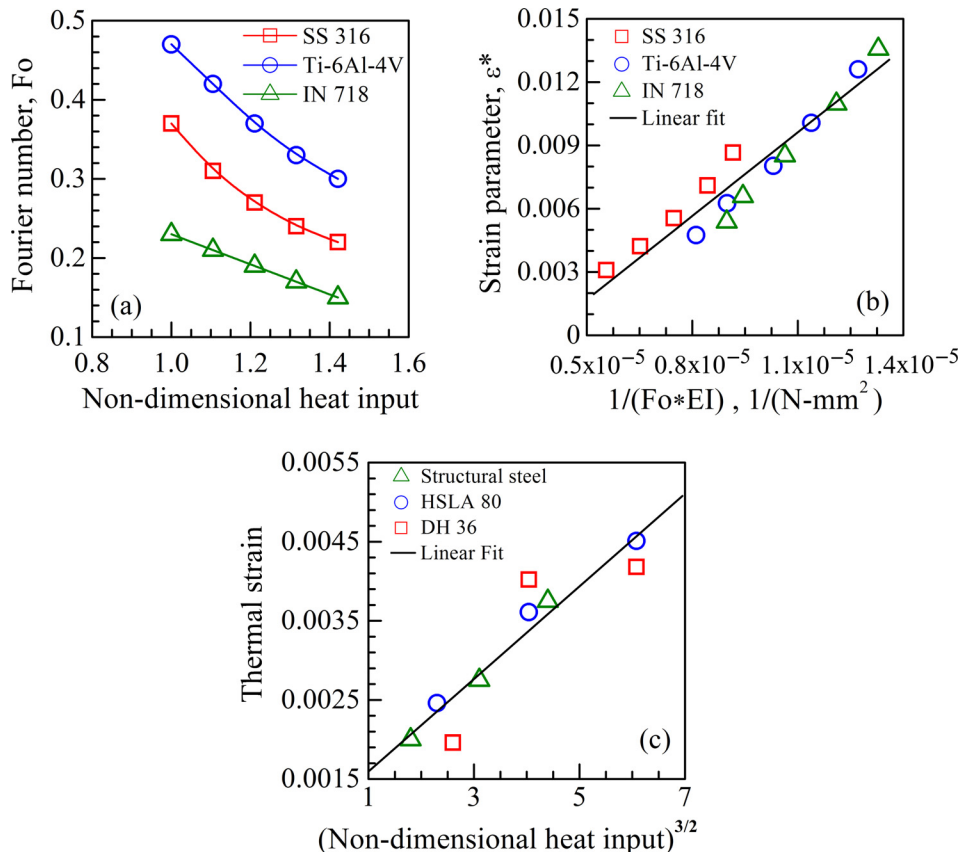 SS 316
Ti-6Al-4V
IN 718
Fourier number, Fo
0.5
0.4
0.3
0.2
0.1
(a)
0.8 1.0 1.2 1.4 1.6
Non-dimensional heat input
SS 316
Ti-6Al-4V
IN 718
Linear fit
Strain parameter, ε*
0.015
0.012
0.009
0.006
0.003
0
(b)
0.5x10⁻⁵ 0.8x10⁻⁵ 1.1x10⁻⁵ 1.4x10⁻⁵
1/(Fo*EI) , 1/(N-mm²)
Structural steel
HSLA 80
DH 36
Linear Fit
Thermal strain
0.0055
0.0045
0.0035
0.0025
0.0015
(c)
1 3 5 7
(Non-dimensional heat input)³/²